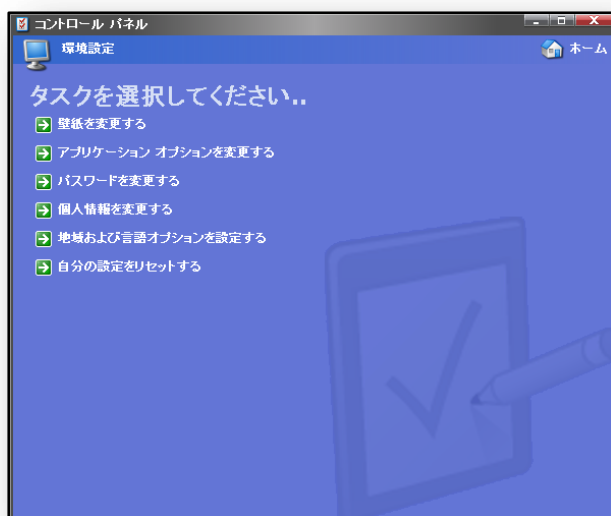 コントロール パネル
環境設定
ホーム
タスクを選択してください..
壁紙を変更する
アプリケーション オプションを変更する
パスワードを変更する
個人情報を変更する
地域および言語オプションを設定する
自分の設定をリセットする